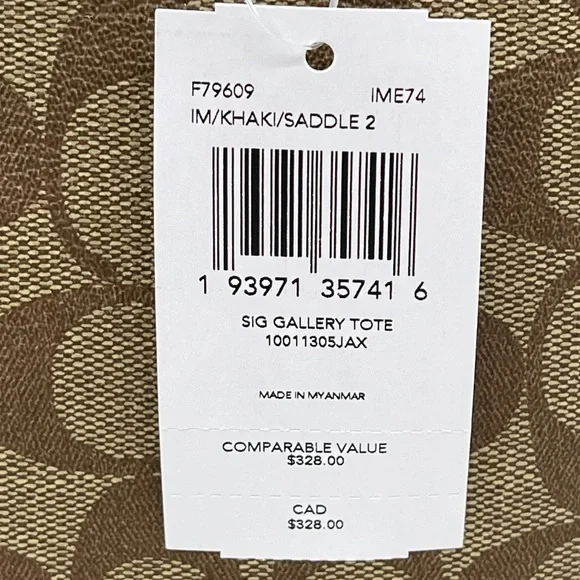 F79609 IME74
IM/KHAKI/SADDLE 2
1 93971 35741 6
SIG GALLERY TOTE
10011305JAX
MADE IN MYANMAR
COMPARABLE VALUE
$328.00
CAD
$328.00